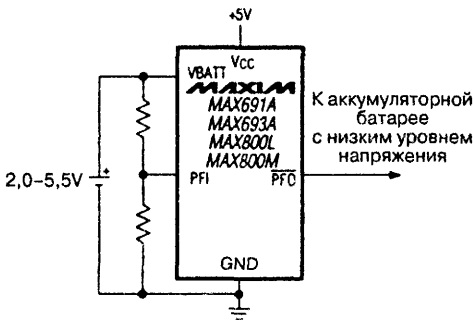 +5V
VCC
VBATT
MAXIM
MAX691A
MAX693A
MAX800L
MAX800M
К аккумуляторной
батарее
с низким уровнем
напряжения
2,0–5,5V
+
PFI
PFO
GND